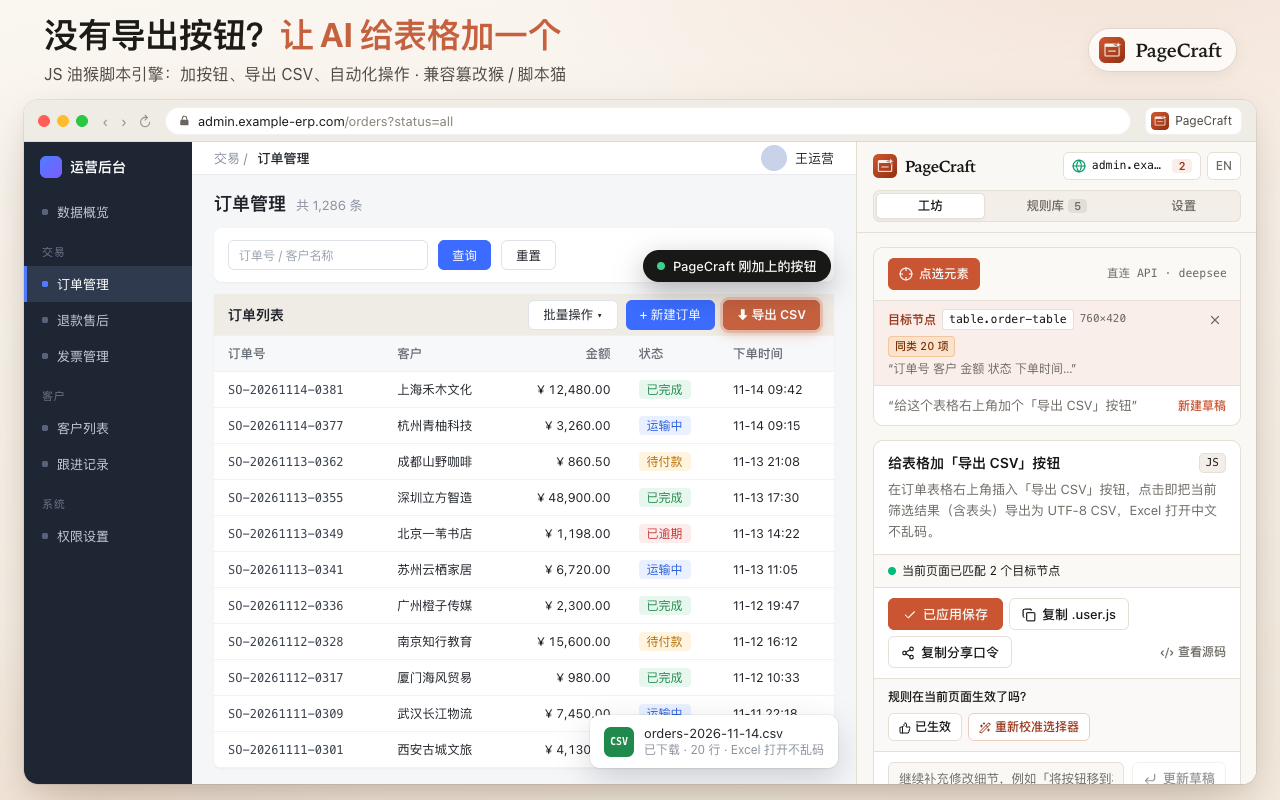 没有导出按钮？让 AI 给表格加一个
JS 油猴脚本引擎：加按钮、导出 CSV、自动化操作 · 兼容篡改猴 / 脚本猫
PageCraft
admin.example-erp.com/orders?status=all
PageCraft
运营后台
数据概览
交易
订单管理
退款售后
发票管理
客户
客户列表
跟进记录
系统
权限设置
交易 / 订单管理
王运营
订单管理 共 1,286 条
订单号 / 客户名称
查询
重置
PageCraft 刚加上的按钮
订单列表
批量操作
+ 新建订单
导出 CSV
订单号 客户 金额 状态 下单时间
SO-20261114-0381 上海禾木文化 ¥ 12,480.00 已完成 11-14 09:42
SO-20261114-0377 杭州青柚科技 ¥ 3,260.00 运输中 11-14 09:15
SO-20261113-0362 成都山野咖啡 ¥ 860.50 待付款 11-13 21:08
SO-20261113-0355 深圳立方智造 ¥ 48,900.00 已完成 11-13 17:30
SO-20261113-0349 北京一苇书店 ¥ 1,198.00 已逾期 11-13 14:22
SO-20261113-0341 苏州云栖家居 ¥ 6,720.00 运输中 11-13 11:05
SO-20261112-0336 广州橙子传媒 ¥ 2,300.00 已完成 11-12 19:47
SO-20261112-0328 南京知行教育 ¥ 15,600.00 待付款 11-12 16:12
SO-20261112-0317 厦门海风贸易 ¥ 980.00 已完成 11-12 10:33
SO-20261111-0309 武汉长江物流 ¥ 7,450.00 运输中 11-11 22:18
SO-20261111-0301 西安古城文旅 ¥ 4,130
CSV
orders-2026-11-14.csv
已下载 · 20 行 · Excel 打开不乱码
PageCraft
admin.exa… 2
EN
工坊
规则库 5
设置
点选元素
直连 API · deepsee
目标节点 table.order-table 760×420
同类 20 项
“订单号 客户 金额 状态 下单时间…”
“给这个表格右上角加个「导出 CSV」按钮”
新建草稿
给表格加「导出 CSV」按钮
JS
在订单表格右上角插入「导出 CSV」按钮，点击即把当前
筛选结果（含表头）导出为 UTF-8 CSV，Excel 打开中文
不乱码。
当前页面已匹配 2 个目标节点
已应用保存
复制 .user.js
复制分享口令
查看源码
规则在当前页面生效了吗?
已生效
重新校准选择器
继续补充修改细节，例如「将按钮移到
更新草稿